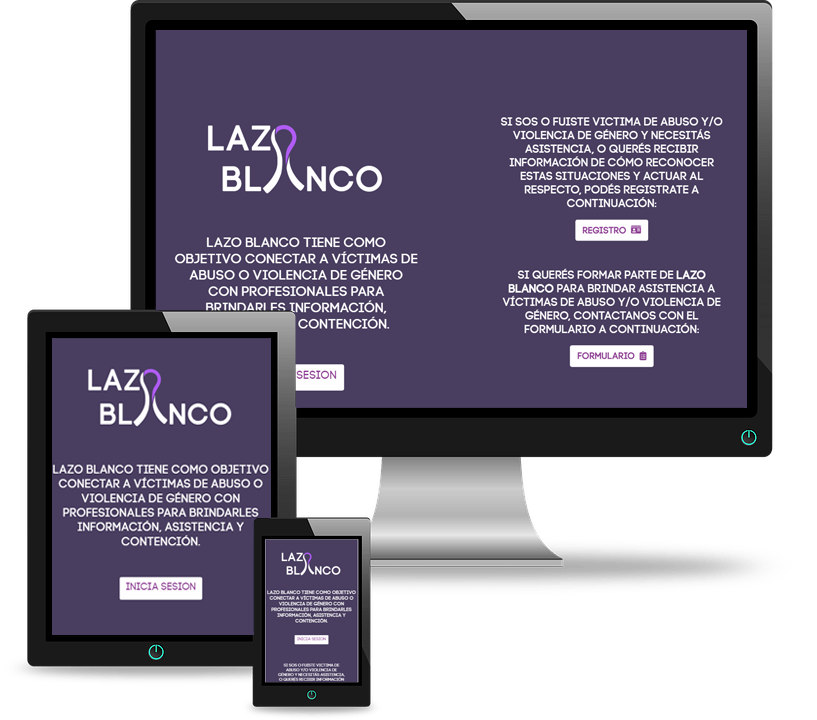 LAZO
BLANCO
LAZO BLANCO TIENE COMO
OBJETIVO CONECTAR A VÍCTIMAS DE
ABUSO O VIOLENCIA DE GÉNERO
CON PROFESIONALES PARA
BRINDARLES INFORMACIÓN,
CONTENCIÓN.
SESION
SI SOS O FUISTE VICTIMA DE ABUSO Y/O
VIOLENCIA DE GÉNERO Y NECESITÁS
ASISTENCIA, O QUERÉS RECIBIR
INFORMACIÓN DE CÓMO RECONOCER
ESTAS SITUACIONES Y ACTUAR AL
RESPECTO, PODÉS REGISTRATE A
CONTINUACIÓN:
REGISTRO
SI QUERÉS FORMAR PARTE DE LAZO
BLANCO PARA BRINDAR ASISTENCIA A
VÍCTIMAS DE ABUSO Y/O VIOLENCIA DE
GÉNERO, CONTACTANOS CON EL
FORMULARIO A CONTINUACIÓN:
FORMULARIO
LAZO
BLANCO
LAZO BLANCO TIENE COMO OBJETIVO
CONECTAR A VÍCTIMAS DE ABUSO O
VIOLENCIA DE GÉNERO CON
PROFESIONALES PARA BRINDARLES
INFORMACIÓN, ASISTENCIA Y
CONTENCIÓN.
INICIA SESION
LAZO
BLANCO
LAZO BLANCO TIENE COMO OBJETIVO
CONECTAR A VÍCTIMAS DE ABUSO O
VIOLENCIA DE GÉNERO CON
PROFESIONALES PARA BRINDARLES
INFORMACIÓN, ASISTENCIA Y
CONTENCIÓN.
INICIA SESION
SI SOS O FUISTE VICTIMA DE
ABUSO Y/O VIOLENCIA DE
GÉNERO Y NECESITÁS ASISTENCIA,
O QUERÉS RECIBIR INFORMACIÓN